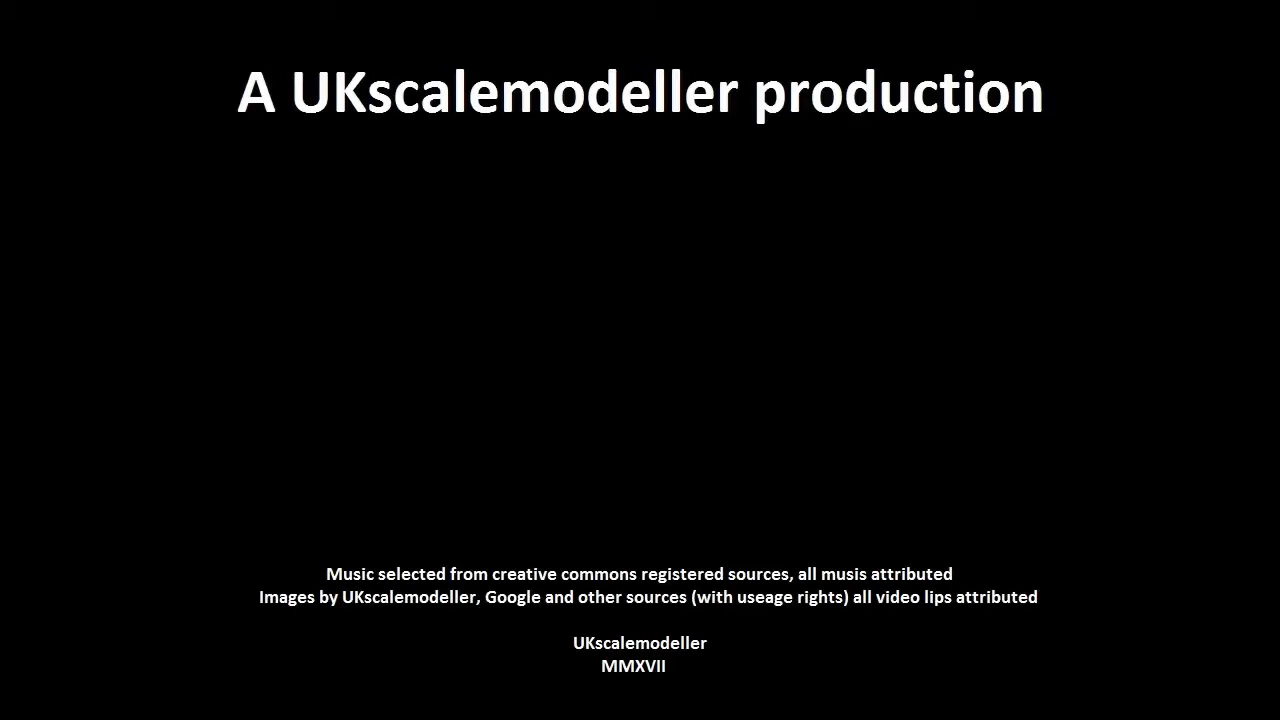 A UKscalemodeller production
Music selected from creative commons registered sources, all musis attributed
Images by UKscalemodeller, Google and other sources (with useage rights) all video lips attributed
UKscalemodeller
MMXVII